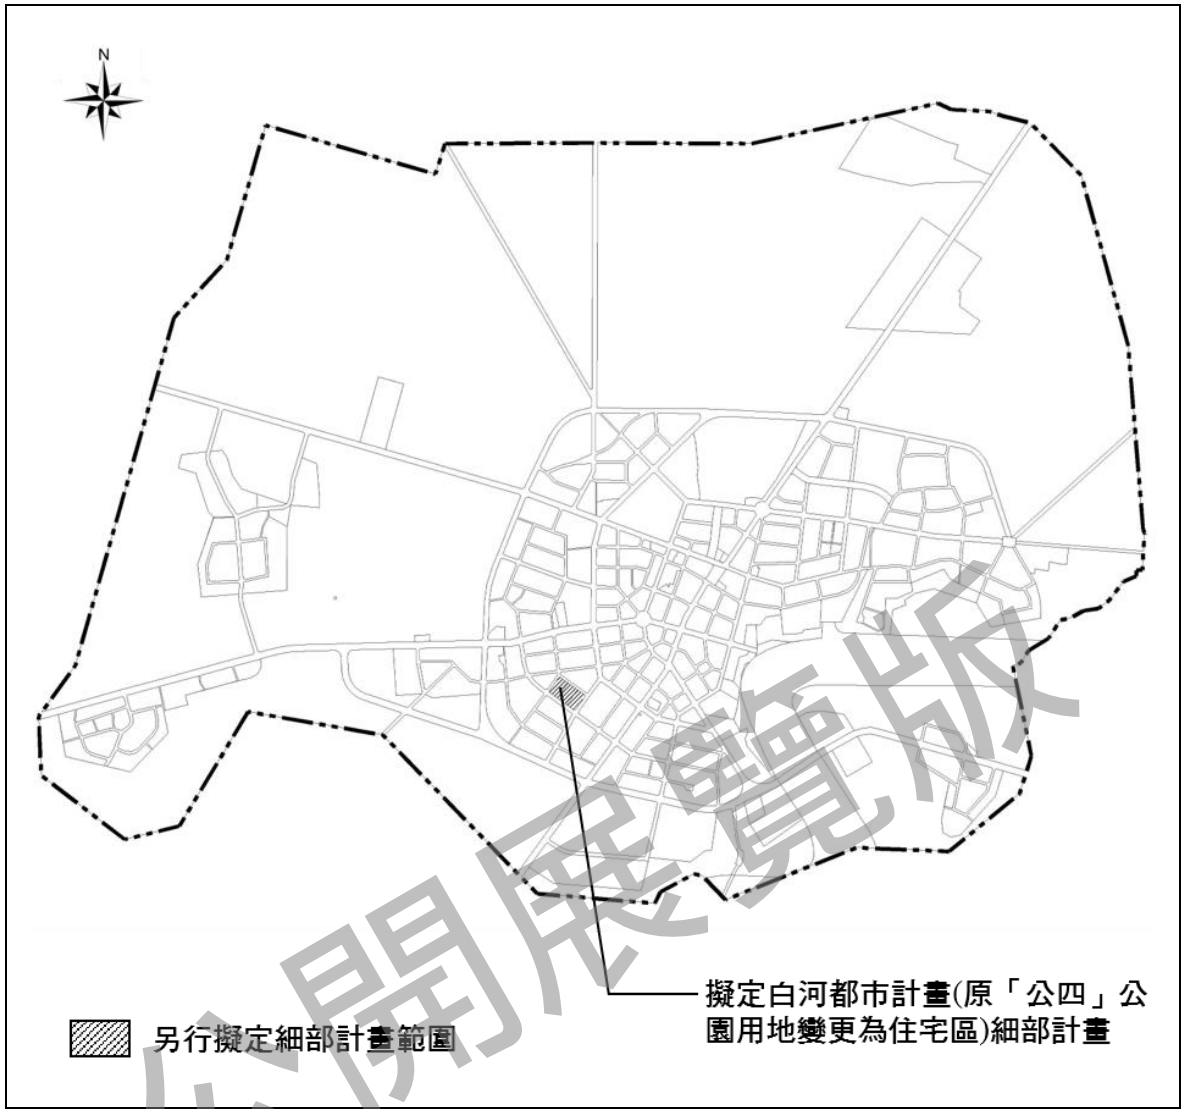 N
擬定白河都市計畫(原「公四」公
園用地變更為住宅區)細部計畫
另行擬定細部計畫範圍
公開展覽版